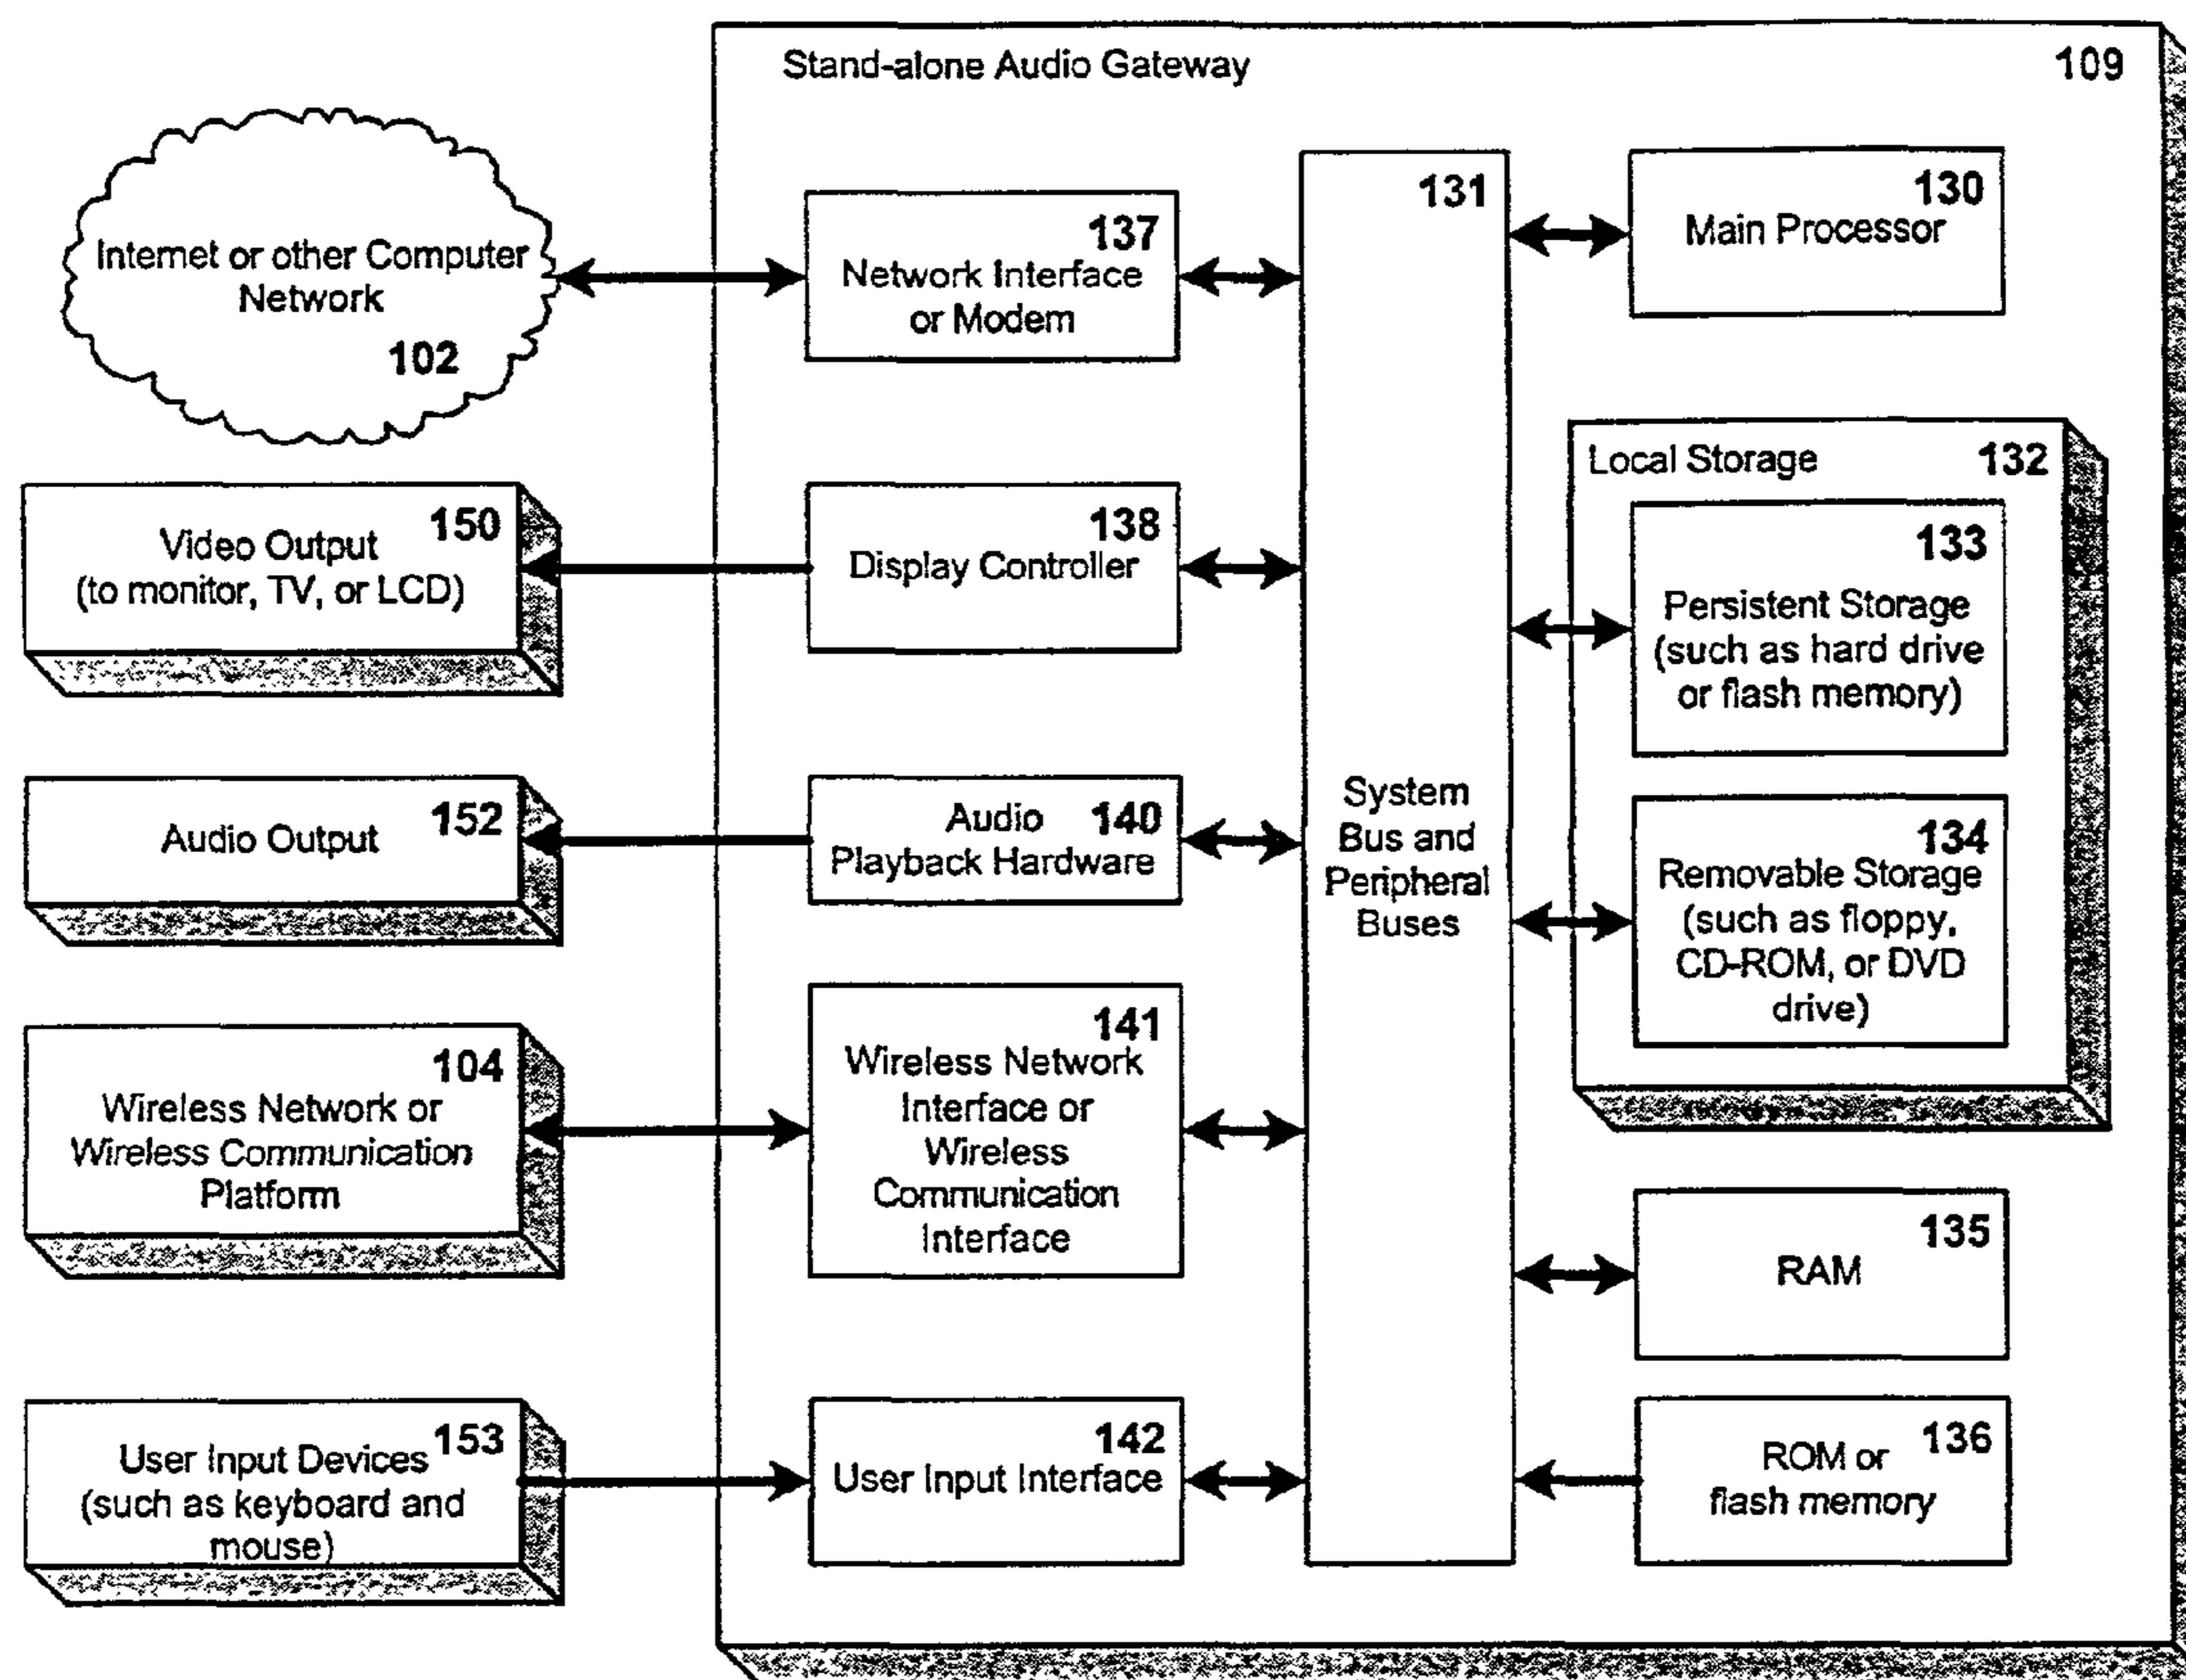 Stand-alone Audio Gateway
109
Internet or other Computer
Network
102
137
Network Interface
or Modem
131
System
Bus and
Peripheral
Buses
130
Main Processor
Local Storage
132
133
Persistent Storage
(such as hard drive
or flash memory)
134
Removable Storage
(such as floppy,
CD-ROM, or DVD
drive)
150
Video Output
(to monitor, TV, or LCD)
138
Display Controller
152
Audio Output
Audio 140
Playback Hardware
104
Wireless Network or
Wireless Communication
Platform
141
Wireless Network
Interface or
Wireless
Communication
Interface
135
RAM
153
User Input Devices
(such as keyboard and
mouse)
142
User Input Interface
136
ROM or
flash memory